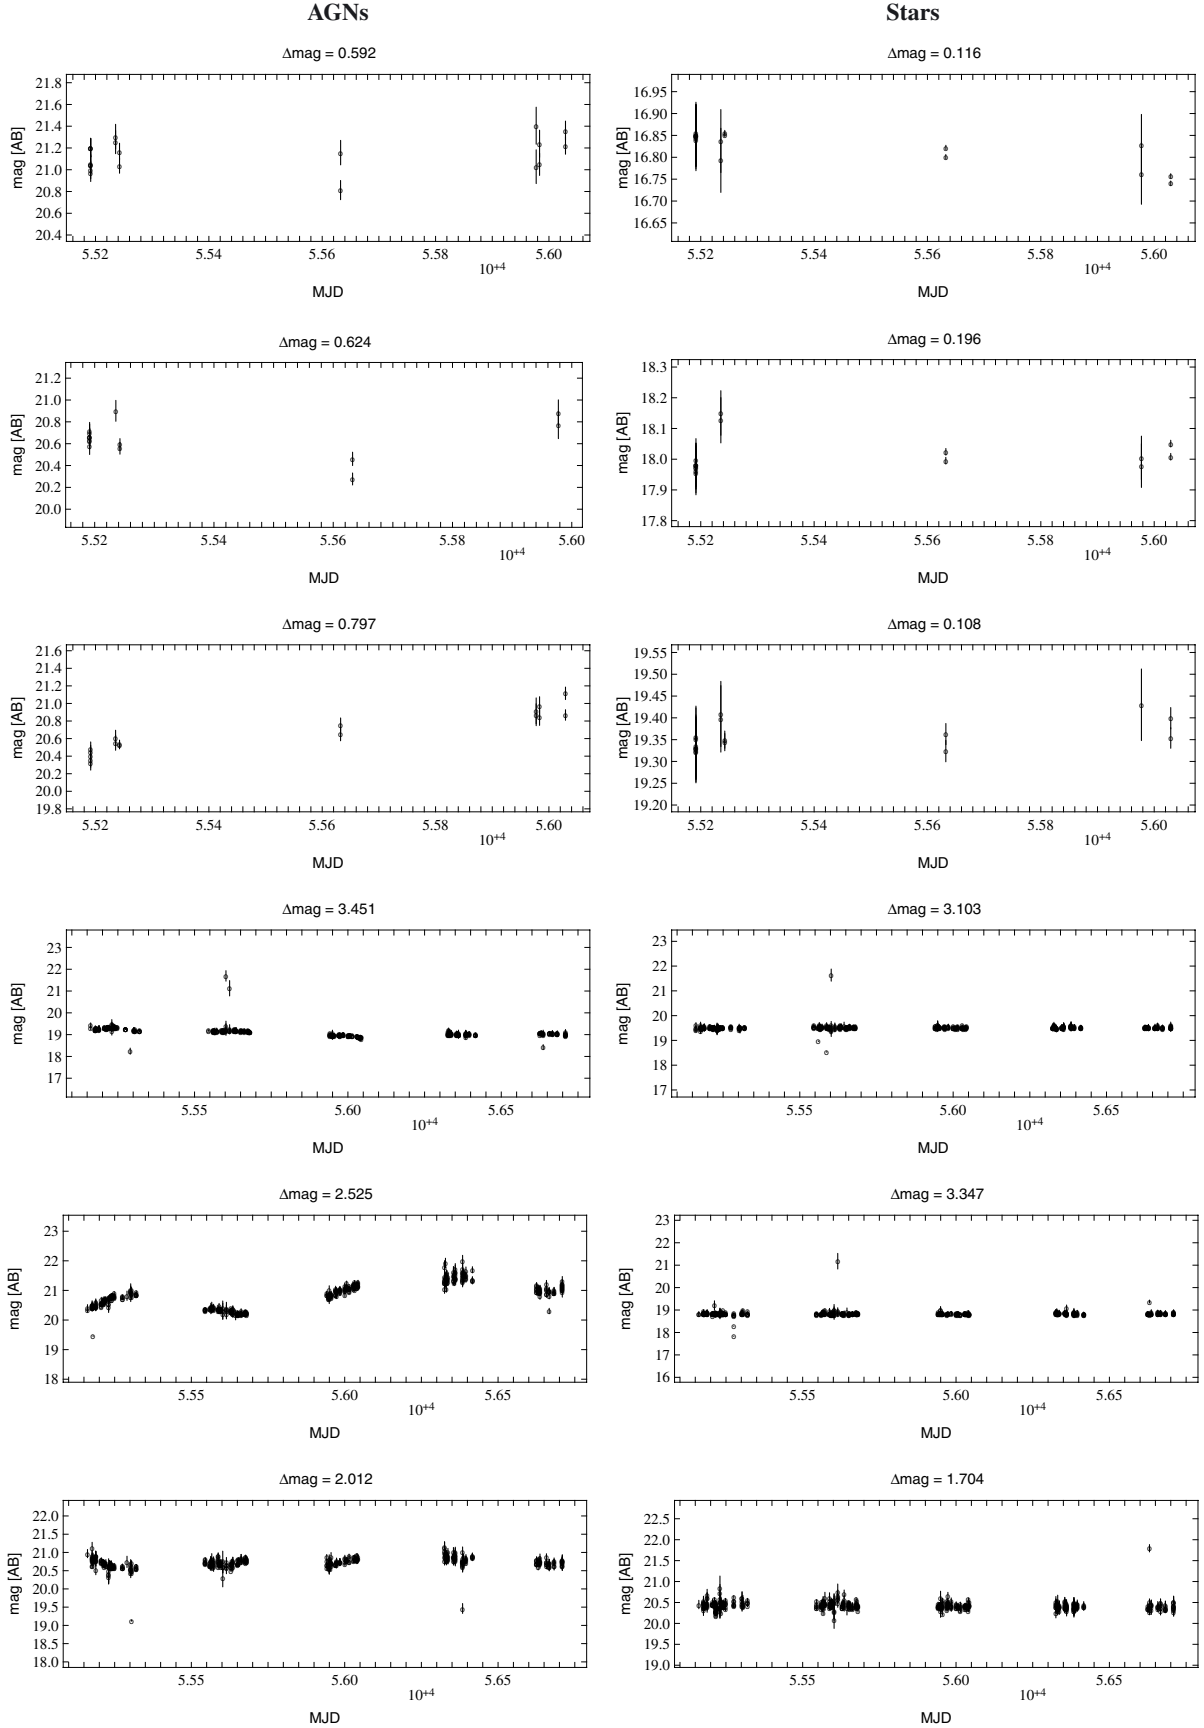 AGNs Stars
Δmag = 0.592
21.8
21.6
21.4
21.2
21.0
20.8
20.6
20.4
mag [AB]
5.52 5.54 5.56 5.58 5.60
10+4
MJD
Δmag = 0.116
16.95
16.90
16.85
16.80
16.75
16.70
16.65
mag [AB]
5.52 5.54 5.56 5.58 5.60
10+4
MJD
Δmag = 0.624
21.2
21.0
20.8
20.6
20.4
20.2
20.0
mag [AB]
5.52 5.54 5.56 5.58 5.60
10+4
MJD
Δmag = 0.196
18.3
18.2
18.1
18.0
17.9
17.8
mag [AB]
5.52 5.54 5.56 5.58 5.60
10+4
MJD
Δmag = 0.797
21.6
21.4
21.2
21.0
20.8
20.6
20.4
20.2
20.0
19.8
mag [AB]
5.52 5.54 5.56 5.58 5.60
10+4
MJD
Δmag = 0.108
19.55
19.50
19.45
19.40
19.35
19.30
19.25
19.20
mag [AB]
5.52 5.54 5.56 5.58 5.60
10+4
MJD
Δmag = 3.451
23
22
21
20
19
18
17
mag [AB]
5.55 5.60 5.65
10+4
MJD
Δmag = 3.103
23
22
21
20
19
18
17
mag [AB]
5.55 5.60 5.65
10+4
MJD
Δmag = 2.525
23
22
21
20
19
18
mag [AB]
5.55 5.60 5.65
10+4
MJD
Δmag = 3.347
23
22
21
20
19
18
17
16
mag [AB]
5.55 5.60 5.65
10+4
MJD
Δmag = 2.012
22.0
21.5
21.0
20.5
20.0
19.5
19.0
18.5
18.0
mag [AB]
5.55 5.60 5.65
10+4
MJD
Δmag = 1.704
22.5
22.0
21.5
21.0
20.5
20.0
19.5
19.0
mag [AB]
5.55 5.60 5.65
10+4
MJD